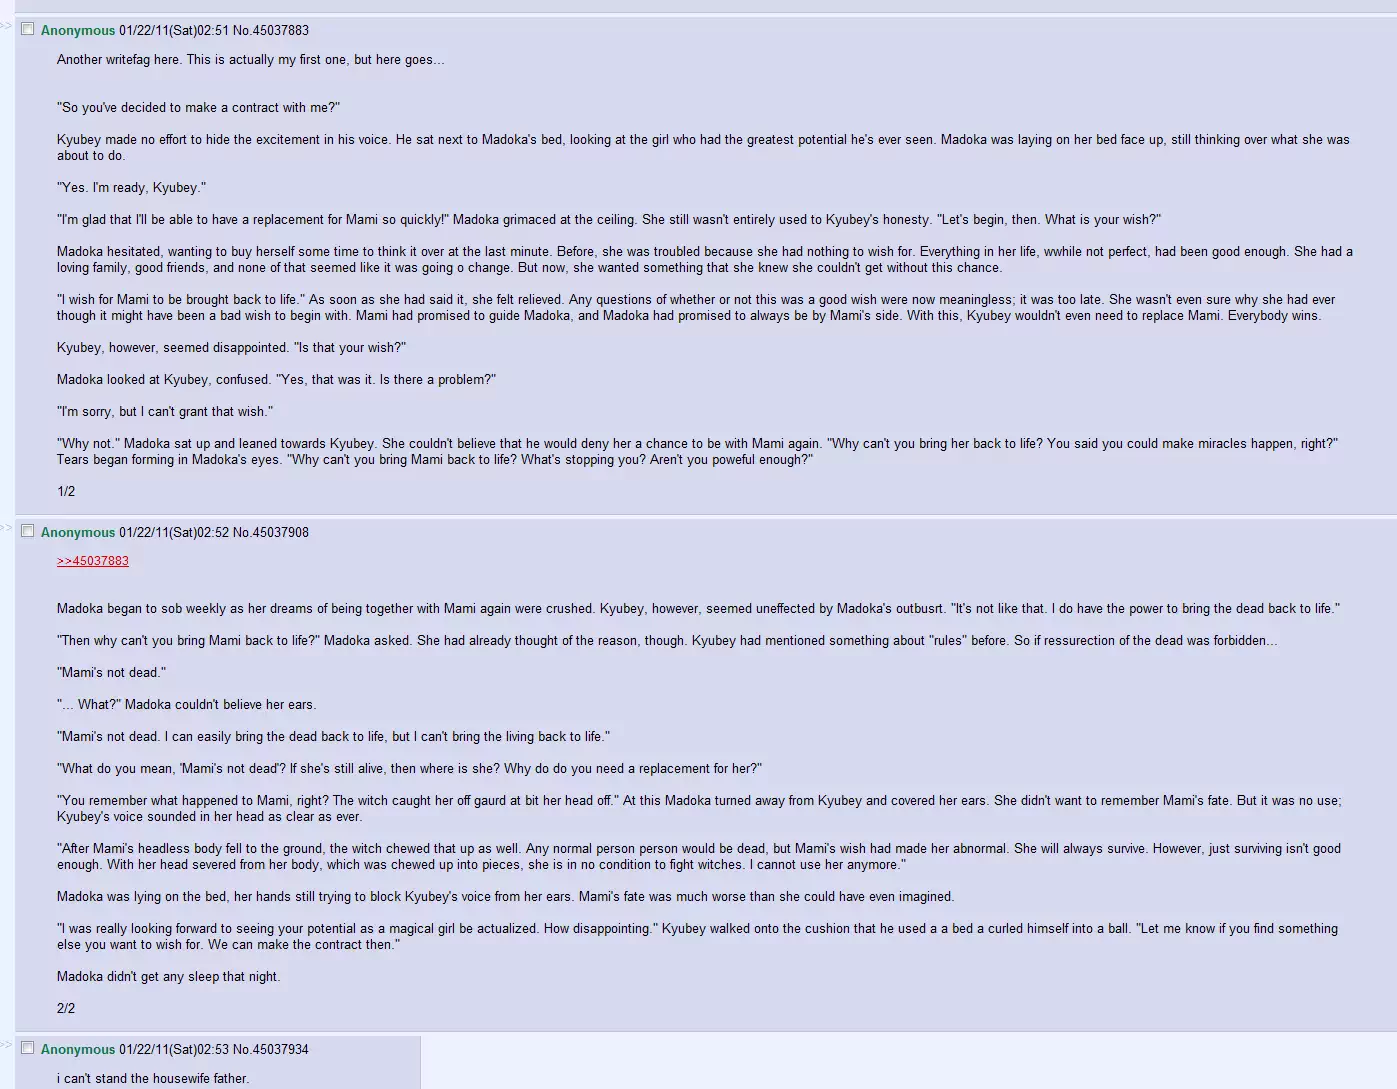 >> Anonymous 01/22/11(Sat)02:51 No.45037883
Another writefag here. This is actually my first one, but here goes...
"So you've decided to make a contract with me?"
Kyubey made no effort to hide the excitement in his voice. He sat next to Madoka's bed, looking at the girl who had the greatest potential he's ever seen. Madoka was laying on her bed face up, still thinking over what she was
about to do.
"Yes. I'm ready, Kyubey."
"I'm glad that I'll be able to have a replacement for Mami so quickly!" Madoka grimaced at the ceiling. She still wasn't entirely used to Kyubey's honesty. "Let's begin, then. What is your wish?"
Madoka hesitated, wanting to buy herself some time to think it over at the last minute. Before, she was troubled because she had nothing to wish for. Everything in her life, wwhile not perfect, had been good enough. She had a
loving family, good friends, and none of that seemed like it was going o change. But now, she wanted something that she knew she couldn't get without this chance.
"I wish for Mami to be brought back to life." As soon as she had said it, she felt relieved. Any questions of whether or not this was a good wish were now meaningless; it was too late. She wasn't even sure why she had ever
though it might have been a bad wish to begin with. Mami had promised to guide Madoka, and Madoka had promised to always be by Mami's side. With this, Kyubey wouldn't even need to replace Mami. Everybody wins.
Kyubey, however, seemed disappointed. "Is that your wish?"
Madoka looked at Kyubey, confused. "Yes, that was it. Is there a problem?"
"I'm sorry, but I can't grant that wish."
"Why not." Madoka sat up and leaned towards Kyubey. She couldn't believe that he would deny her a chance to be with Mami again. "Why can't you bring her back to life? You said you could make miracles happen, right?"
Tears began forming in Madoka's eyes. "Why can't you bring Mami back to life? What's stopping you? Aren't you poweful enough?"
1/2
>> Anonymous 01/22/11(Sat)02:52 No.45037908
>>45037883
Madoka began to sob weekly as her dreams of being together with Mami again were crushed. Kyubey, however, seemed uneffected by Madoka's outbusrt. "It's not like that. I do have the power to bring the dead back to life."
"Then why can't you bring Mami back to life?" Madoka asked. She had already thought of the reason, though. Kyubey had mentioned something about "rules" before. So if ressurection of the dead was forbidden...
"Mami's not dead."
"... What?" Madoka couldn't believe her ears.
"Mami's not dead. I can easily bring the dead back to life, but I can't bring the living back to life."
"What do you mean, 'Mami's not dead'? If she's still alive, then where is she? Why do do you need a replacement for her?"
"You remember what happened to Mami, right? The witch caught her off gaurd at bit her head off." At this Madoka turned away from Kyubey and covered her ears. She didn't want to remember Mami's fate. But it was no use;
Kyubey's voice sounded in her head as clear as ever.
"After Mami's headless body fell to the ground, the witch chewed that up as well. Any normal person person would be dead, but Mami's wish had made her abnormal. She will always survive. However, just surviving isn't good
enough. With her head severed from her body, which was chewed up into pieces, she is in no condition to fight witches. I cannot use her anymore."
Madoka was lying on the bed, her hands still trying to block Kyubey's voice from her ears. Mami's fate was much worse than she could have even imagined.
"I was really looking forward to seeing your potential as a magical girl be actualized. How disappointing." Kyubey walked onto the cushion that he used a a bed a curled himself into a ball. "Let me know if you find something
else you want to wish for. We can make the contract then."
Madoka didn't get any sleep that night.
2/2
>> Anonymous 01/22/11(Sat)02:53 No.45037934
i can't stand the housewife father.